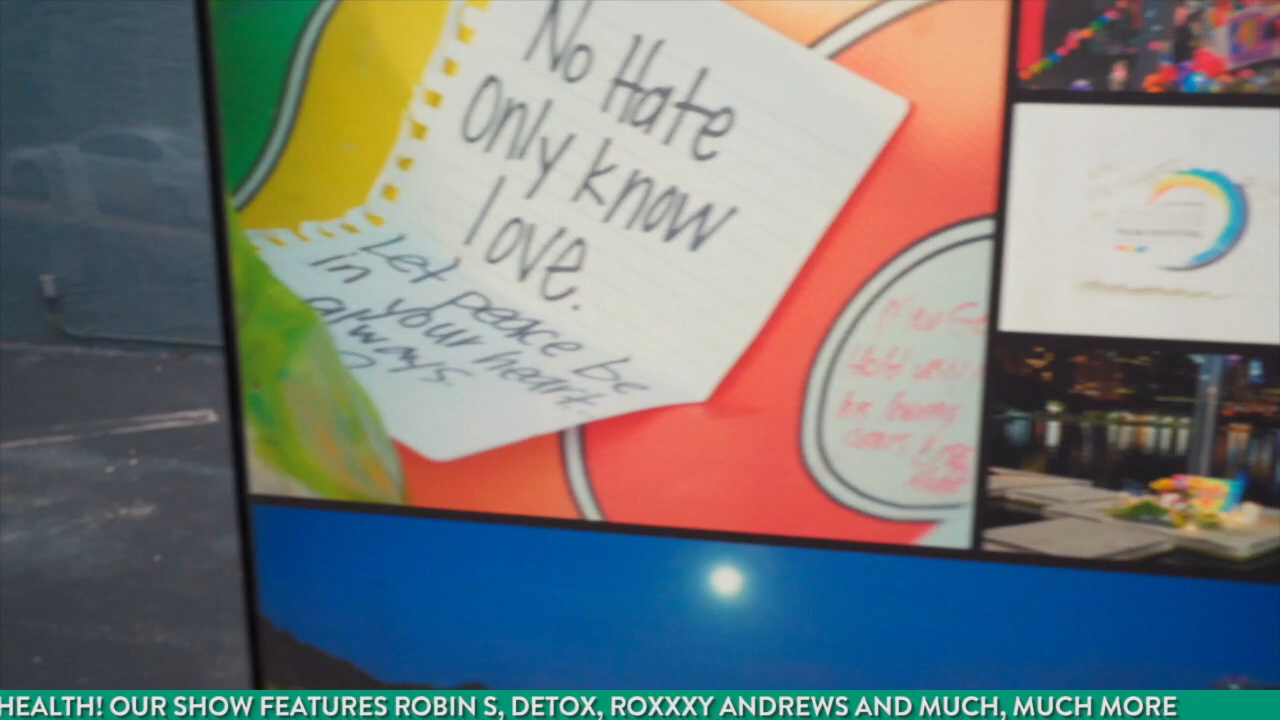 No Hate
only know
love.
Let peace be
in your heart.
always.
HEALTH! OUR SHOW FEATURES ROBIN S, DETOX, ROXXXY ANDREWS AND MUCH, MUCH MORE